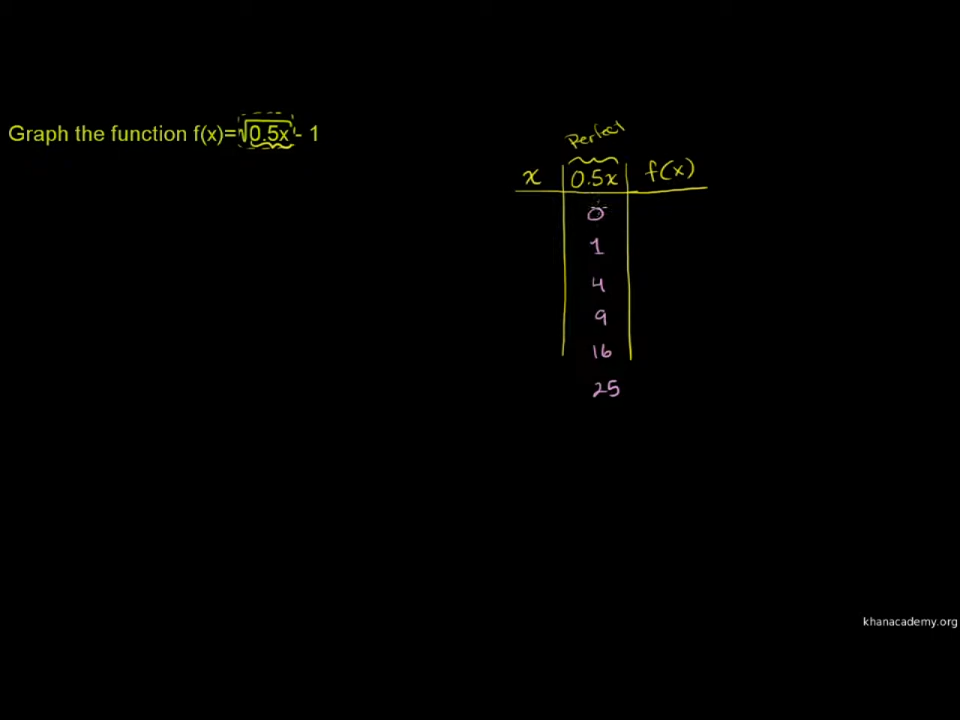 Graph the function f(x)=√0.5x - 1
Perfect
x 0.5x f(x)
0
1
4
9
16
25
khanacademy.org